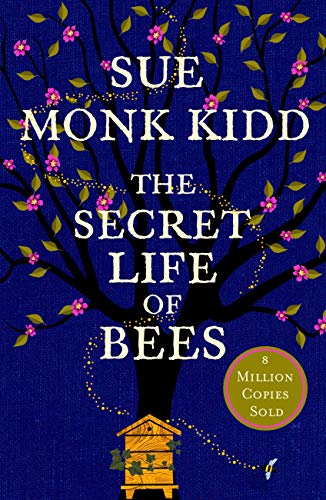 SUE
MONK KIDD
THE
SECRET
LIFE
OF
BEES
8
MILLION
COPIES
SOLD